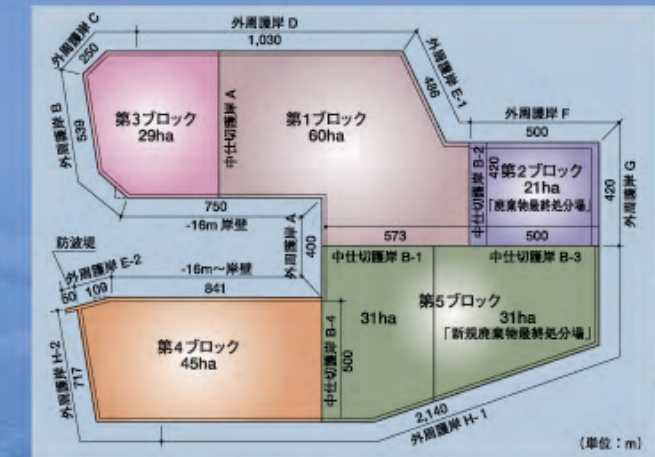 外周護岸 C
250
外周護岸 D
1,030
外周護岸 E-1
486
外周護岸 B
539
第3ブロック
29ha
中仕切護岸 A
第1ブロック
60ha
外周護岸 F
500
中仕切護岸 B-2
420
第2ブロック
21ha
「廃棄物最終処分場」
420
外周護岸 G
750
-16m 岸壁
外周護岸 A
400
573
500
防波堤
外周護岸 E-2
50
109
-16m～岸壁
841
中仕切護岸 B-1
中仕切護岸 B-3
第5ブロック
31ha
31ha
「新規廃棄物最終処分場」
第4ブロック
45ha
中仕切護岸 B-4
500
外周護岸 H-2
717
2,140
外周護岸 H-1
(単位：m)